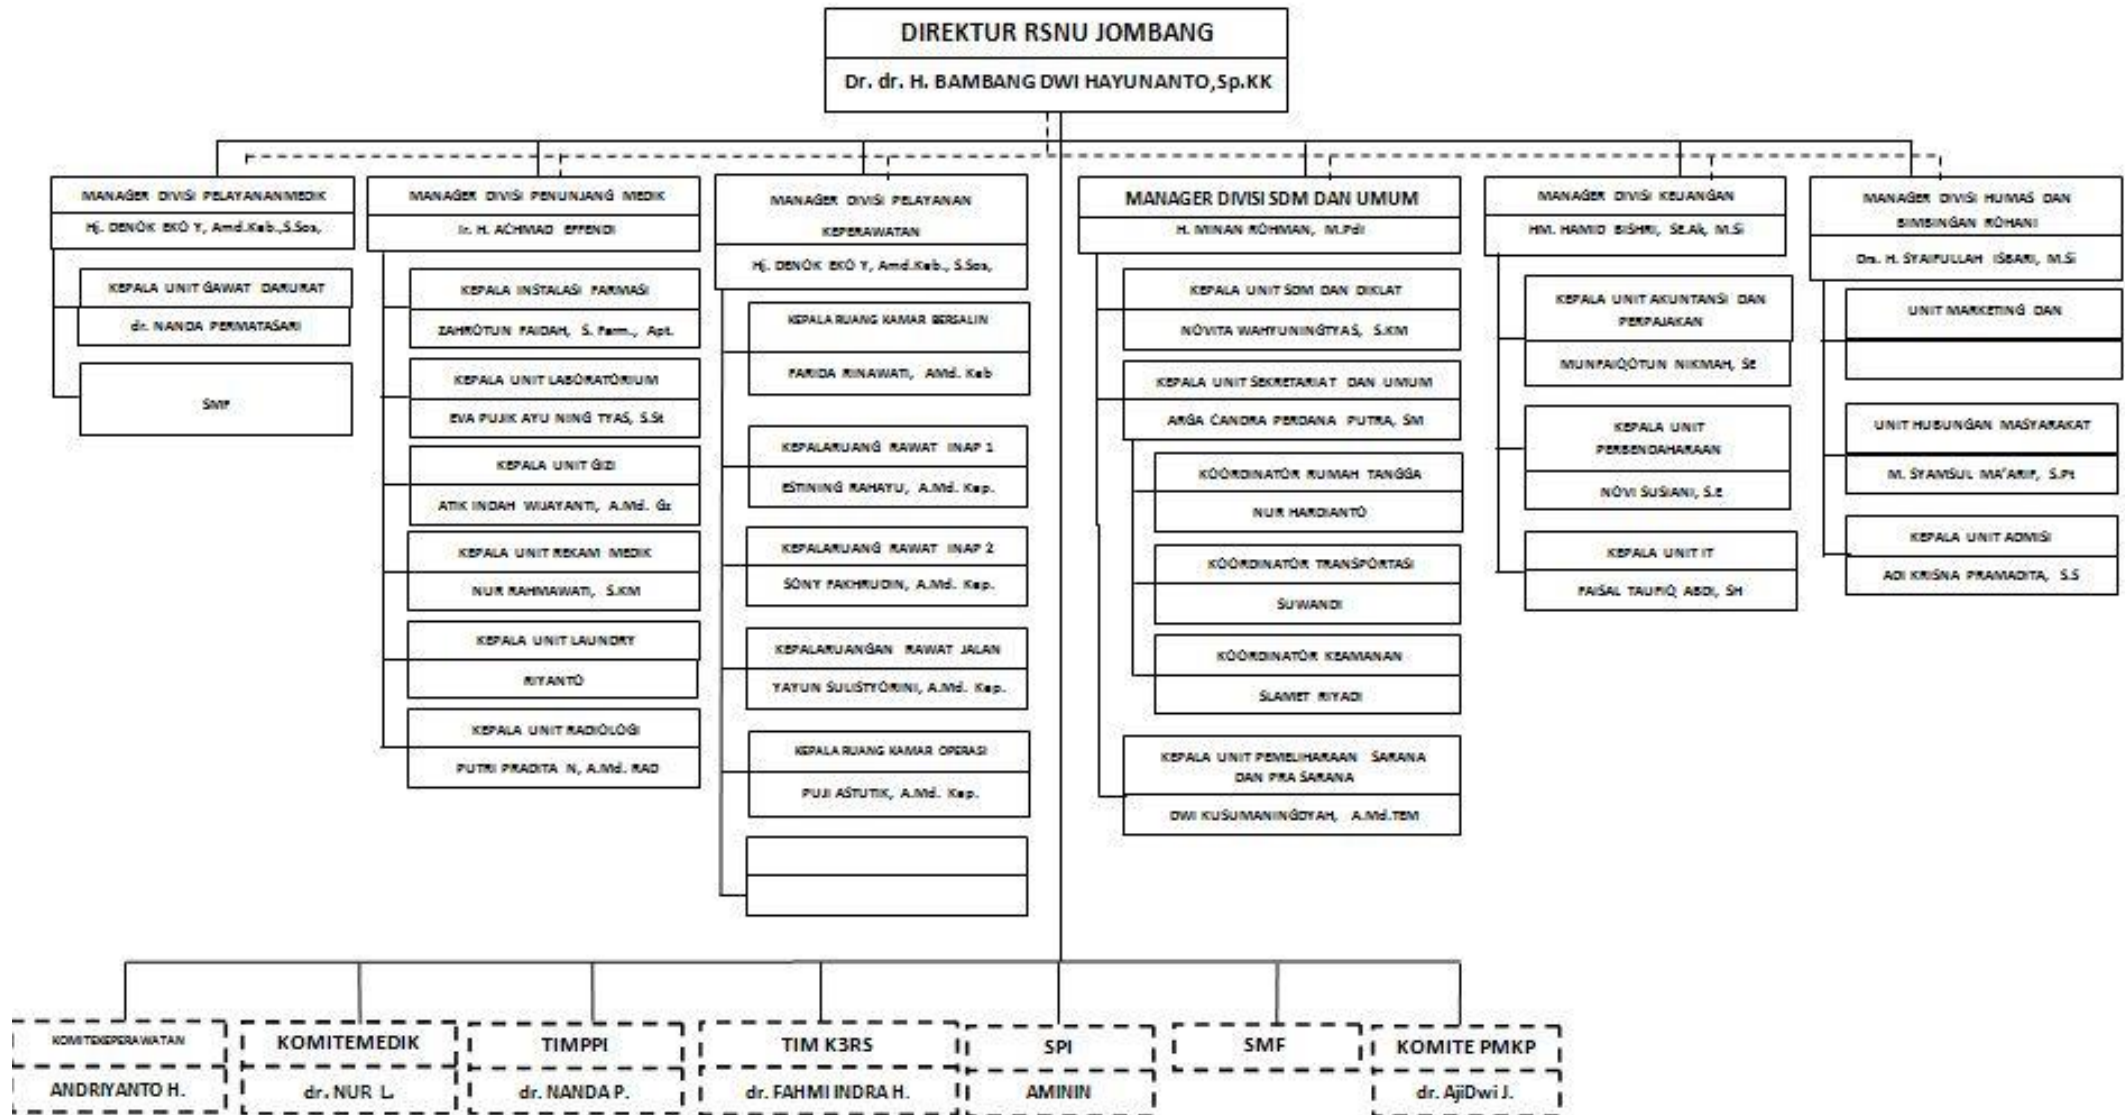 DIREKTUR RSNU JOMBANG
Dr. dr. H. BAMBANG DWI HAYUNANTO,Sp.KK
MANAGER DIVISI PELAYANANMEDIK
Hj. DENOK EKO Y, Amd.Keb.,S.Sos,
KEPALA UNIT GAWAT DARURAT
dr. NANDA PERMATASARI
SMF
MANAGER DIVISI PENUNJANG MEDIK
Ir. H. ACHMAD EFFENDI
KEPALA INSTALASI FARMASI
ZAHROTUN FAIDAH, S. Farm., Apt.
KEPALA UNIT LABORATORIUM
EVA PUJIK AYU NING TYAS, S.St
KEPALA UNIT GIZI
ATIK INDAH WIJAYANTI, A.Md. Gz
KEPALA UNIT REKAM MEDIK
NUR RAHMAWATI, S.KM
KEPALA UNIT LAUNDRY
RIYANTO
KEPALA UNIT RADIOLOGI
PUTRI PRADITA N, A.Md. RAD
MANAGER DIVISI PELAYANAN
KEPERAWATAN
Hj. DENOK EKO Y, Amd.Keb., S.Sos,
KEPALA RUANG KAMAR BERSALIN
FARIDA RINAWATI, AMd. Keb
KEPALARUANG RAWAT INAP 1
ESTINING RAHAYU, A.Md. Kep.
KEPALARUANG RAWAT INAP 2
SONY FAKHRUDIN, A.Md. Kep.
KEPALARUANGAN RAWAT JALAN
YAYUN SULISTYORINI, A.Md. Kep.
KEPALA RUANG KAMAR OPERASI
PUJI ASTUTIK, A.Md. Kep.
MANAGER DIVISI SDM DAN UMUM
H. MINAN ROHMAN, M.PdI
KEPALA UNIT SDM DAN DIKLAT
NOVITA WAHYUNINGTYAS, S.KM
KEPALA UNIT SEKRETARIAT DAN UMUM
ARGA CANDRA PERDANA PUTRA, SM
KOORDINATOR RUMAH TANGGA
NUR HARDIANTO
KOORDINATOR TRANSPORTASI
SUWANDI
KOORDINATOR KEAMANAN
SLAMET RIYADI
KEPALA UNIT PEMELIHARAAN SARANA
DAN PRA SARANA
DWI KUSUMANINGDYAH, A.Md.TEM
MANAGER DIVISI KEUANGAN
HM. HAMID BISHRI, SE.Ak, M.Si
KEPALA UNIT AKUNTANSI DAN
PERPAJAKAN
MUNFAIQOTUN NIKMAH, SE
KEPALA UNIT
PERBENDAHARAAN
NOVI SUSIANI, S.E
KEPALA UNIT IT
FAISAL TAUFIQ ABDI, SH
MANAGER DIVISI HUMAS DAN
BIMBINGAN ROHANI
Drs. H. SYAIFULLAH ISBARI, M.Si
UNIT MARKETING DAN
UNIT HUBUNGAN MASYARAKAT
M. SYAMSUL MA'ARIF, S.Pt
KEPALA UNIT ADMISI
ADI KRISNA PRAMADITA, S.S
KOMITEKEPERAWATAN
ANDRIYANTO H.
KOMITEMEDIK
dr. NUR L.
TIMPPI
dr. NANDA P.
TIM K3RS
dr. FAHMI INDRA H.
SPI
AMININ
SMF
KOMITE PMKP
dr. AjiDwi J.